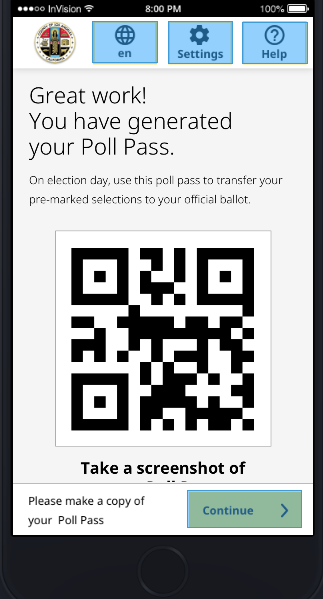 InVision 8:00 PM 100%
en Settings Help
Great work!
You have generated
your Poll Pass.
On election day, use this poll pass to transfer your
pre-marked selections to your official ballot.
Take a screenshot of
Please make a copy of
your Poll Pass
Continue